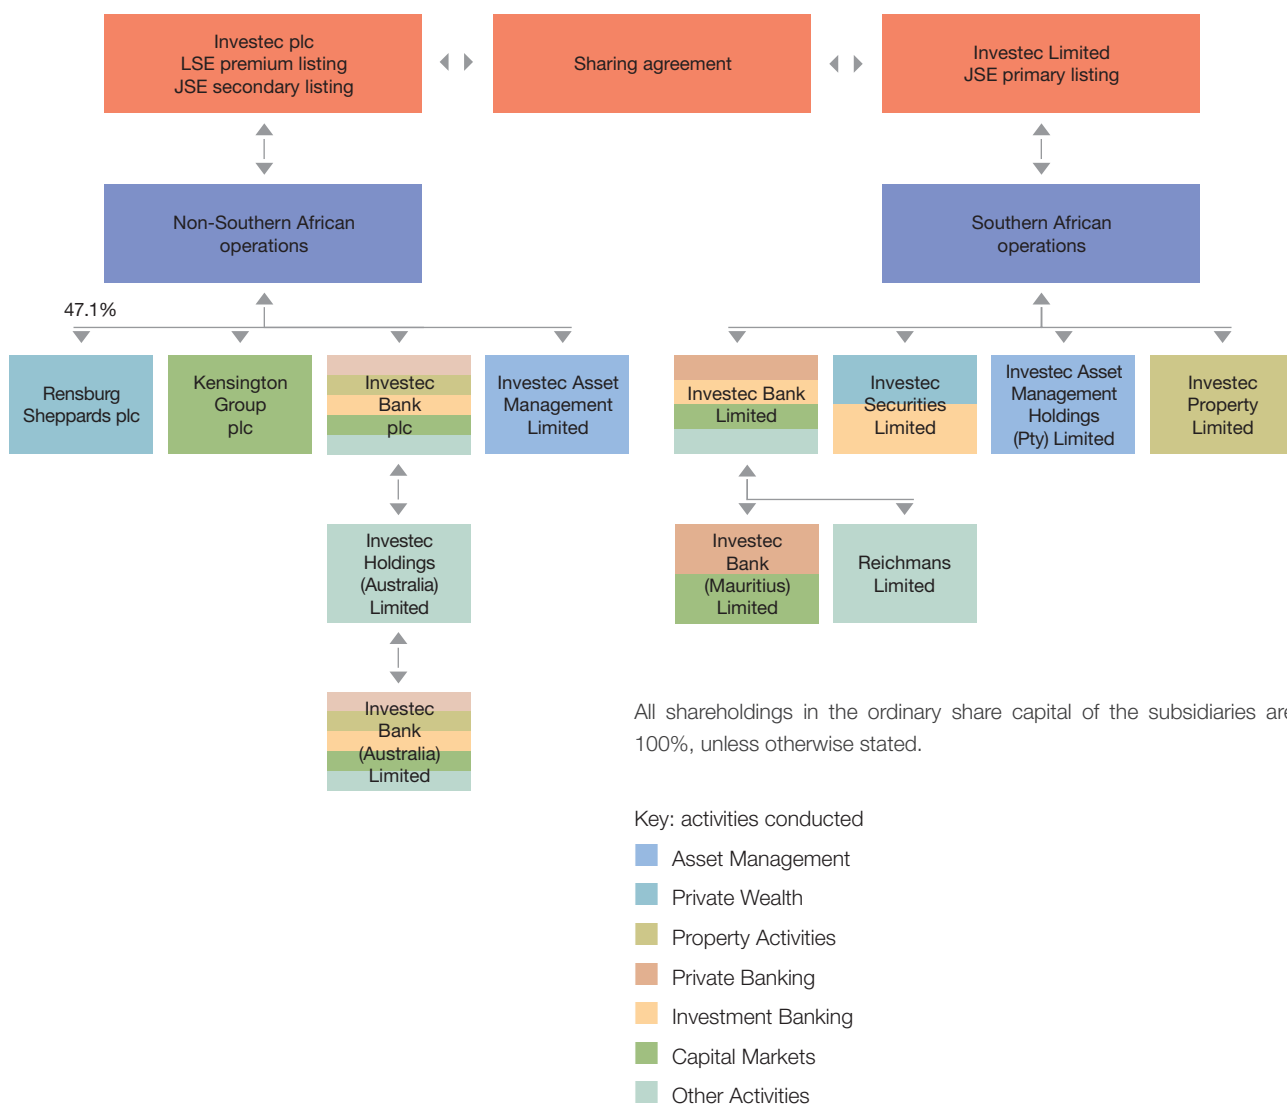 Investec plc
LSE premium listing
JSE secondary listing
Sharing agreement
Investec Limited
JSE primary listing
Non-Southern African
operations
Southern African
operations
47.1%
Rensburg
Sheppards plc
Kensington
Group
plc
Investec
Bank
plc
Investec Asset
Management
Limited
Investec Bank
Limited
Investec
Securities
Limited
Investec Asset
Management
Holdings
(Pty) Limited
Investec
Property
Limited
Investec
Holdings
(Australia)
Limited
Investec
Bank
(Mauritius)
Limited
Reichmans
Limited
Investec
Bank
(Australia)
Limited
All shareholdings in the ordinary share capital of the subsidiaries are
100%, unless otherwise stated.
Key: activities conducted
Asset Management
Private Wealth
Property Activities
Private Banking
Investment Banking
Capital Markets
Other Activities